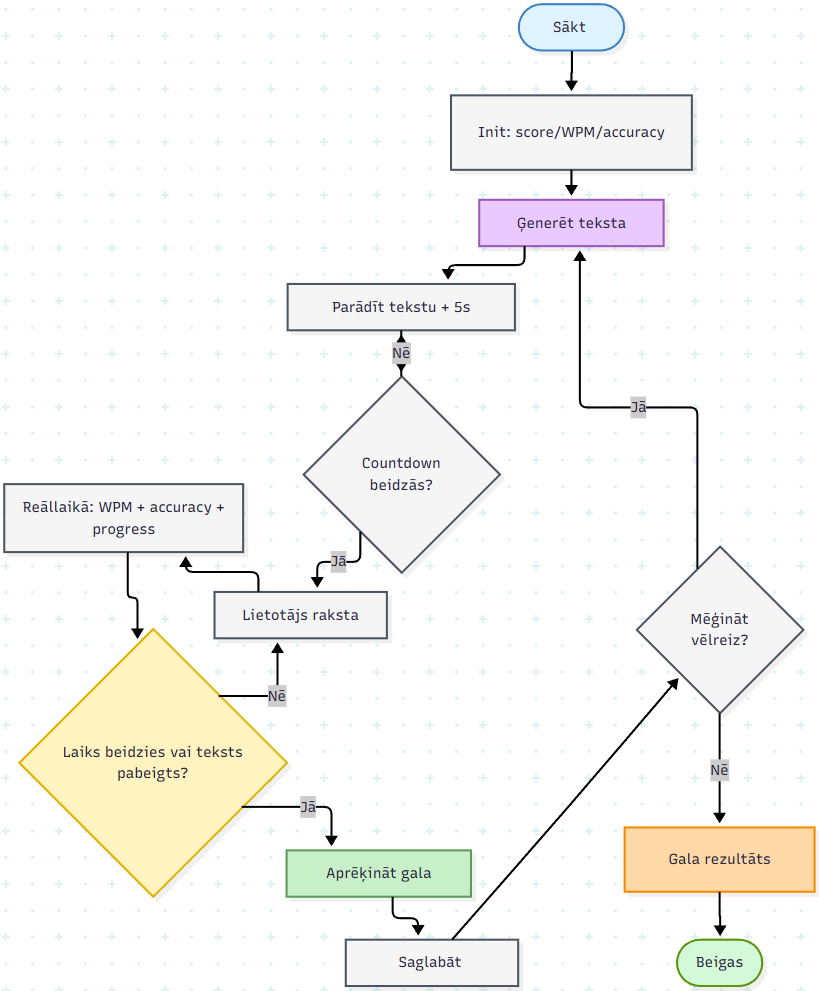 Sākt
Init: score/WPM/accuracy
Ģenerēt teksta
Parādīt tekstu + 5s
Nē
Jā
Countdown
beidzās?
Reāllaikā: WPM + accuracy +
progress
Jā
Lietotājs raksta
Mēģināt
vēlreiz?
Nē
Laiks beidzies vai teksts
pabeigts?
Nē
Jā
Aprēķināt gala
Gala rezultāts
Saglabāt
Beigas